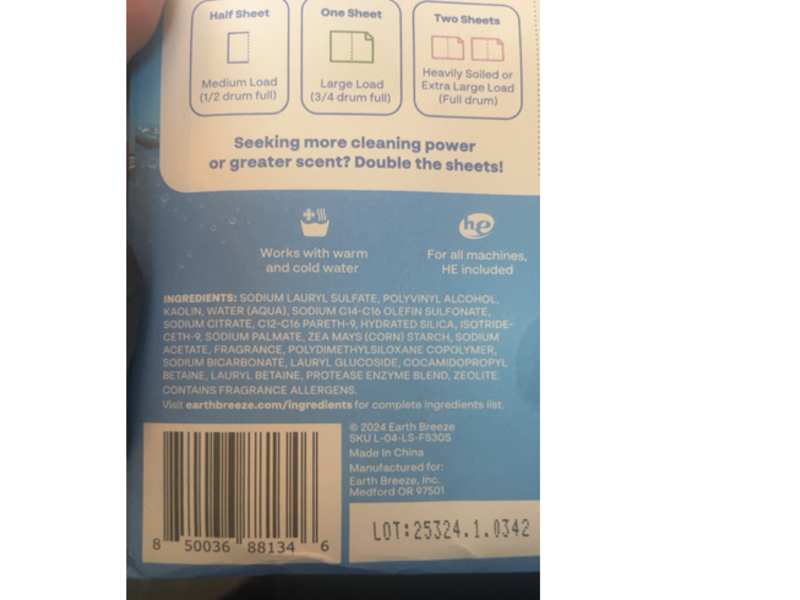 Half Sheet
Medium Load
(1/2 drum full)
One Sheet
Large Load
(3/4 drum full)
Two Sheets
Heavily Soiled or
Extra Large Load
(Full drum)
Seeking more cleaning power
or greater scent? Double the sheets!
Works with warm
and cold water
he
For all machines,
HE included
INGREDIENTS: SODIUM LAURYL SULFATE, POLYVINYL ALCOHOL,
KAOLIN, WATER (AQUA), SODIUM C14-C16 OLEFIN SULFONATE,
SODIUM CITRATE, C12-C16 PARETH-9, HYDRATED SILICA, ISOTRIDE-
CETH-9, SODIUM PALMATE, ZEA MAYS (CORN) STARCH, SODIUM
ACETATE, FRAGRANCE, POLYDIMETHYLSILOXANE COPOLYMER,
SODIUM BICARBONATE, LAURYL GLUCOSIDE, COCAMIDOPROPYL
BETAINE, LAURYL BETAINE, PROTEASE ENZYME BLEND, ZEOLITE.
CONTAINS FRAGRANCE ALLERGENS.
Visit earthbreeze.com/ingredients for complete ingredients list.
8 50036 88134 6
© 2024 Earth Breeze
SKU L-04-LS-FS30S
Made In China
Manufactured for:
Earth Breeze, Inc.
Medford OR 97501
LOT:25324.1.0342